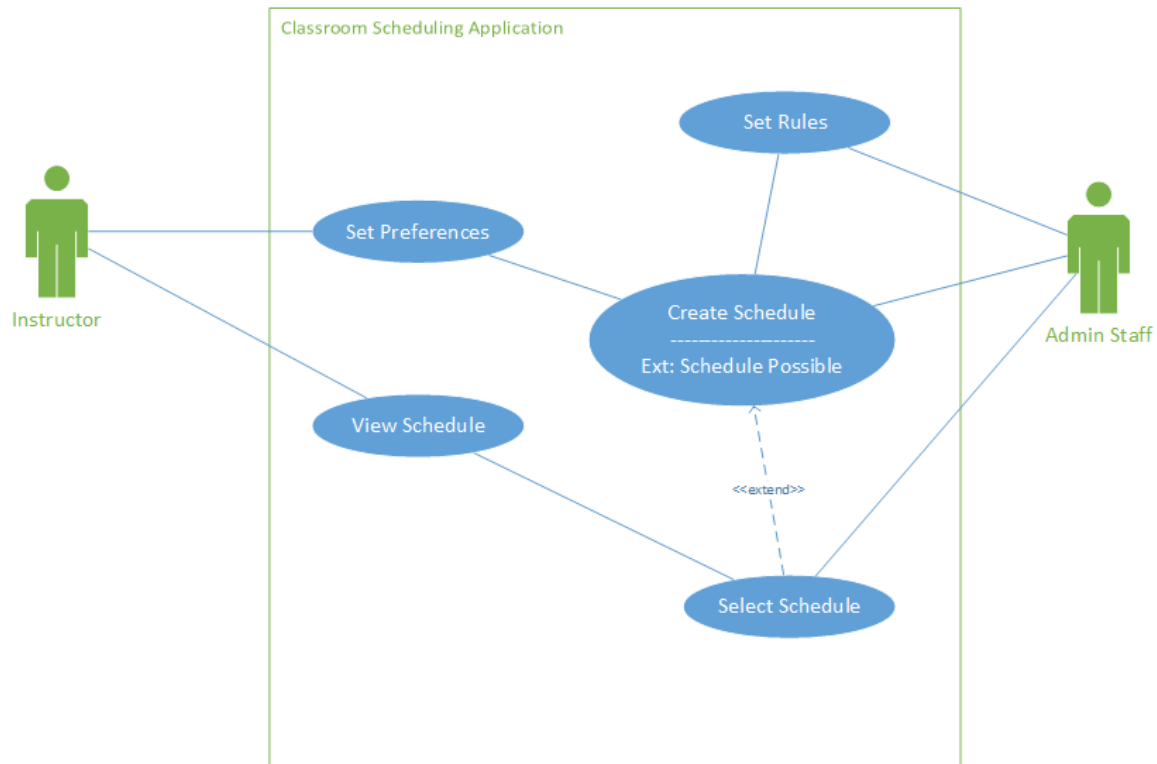 Classroom Scheduling Application
Set Rules
Set Preferences
Instructor
Create Schedule
----------------------
Ext: Schedule Possible
Admin Staff
View Schedule
<<extend>>
Select Schedule